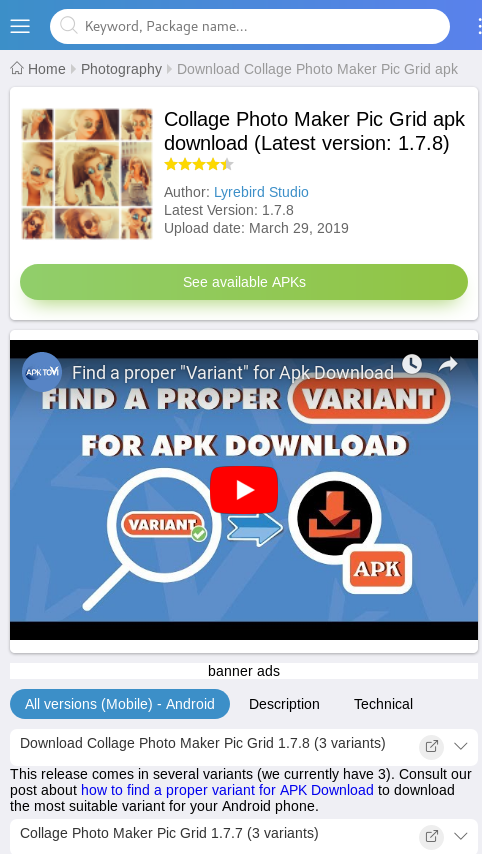 Keyword, Package name...
Home Photography Download Collage Photo Maker Pic Grid apk
Collage Photo Maker Pic Grid apk
download (Latest version: 1.7.8)
Author: Lyrebird Studio
Latest Version: 1.7.8
Upload date: March 29, 2019
See available APKs
Find a proper "Variant" for Apk Download
FIND A PROPER VARIANT
FOR APK DOWNLOAD
VARIANT
APK
banner ads
All versions (Mobile) - Android Description Technical
Download Collage Photo Maker Pic Grid 1.7.8 (3 variants)
This release comes in several variants (we currently have 3). Consult our
post about how to find a proper variant for APK Download to download
the most suitable variant for your Android phone.
Collage Photo Maker Pic Grid 1.7.7 (3 variants)